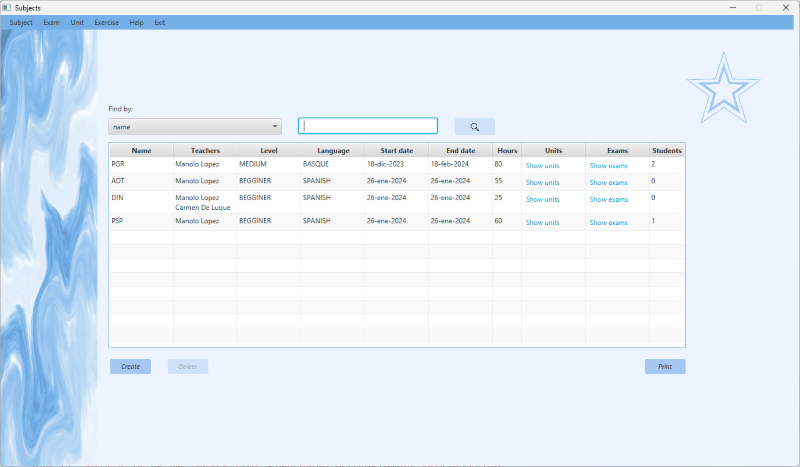 Subjects
Subject Exam Unit Exercise Help Exit
Find by:
name
Name Teachers Level Language Start date End date Hours Units Exams Students
PGR Manolo Lopez MEDIUM BASQUE 18-dic-2023 18-feb-2024 80 Show units Show exams 2
ADT Manolo Lopez BEGGINER SPANISH 26-ene-2024 26-ene-2024 55 Show units Show exams 0
DIN Manolo Lopez BEGGINER SPANISH 26-ene-2024 26-ene-2024 25 Show units Show exams 0
Carmen De Luque
PSP Manolo Lopez BEGGINER SPANISH 26-ene-2024 26-ene-2024 60 Show units Show exams 1
Create Delete Print